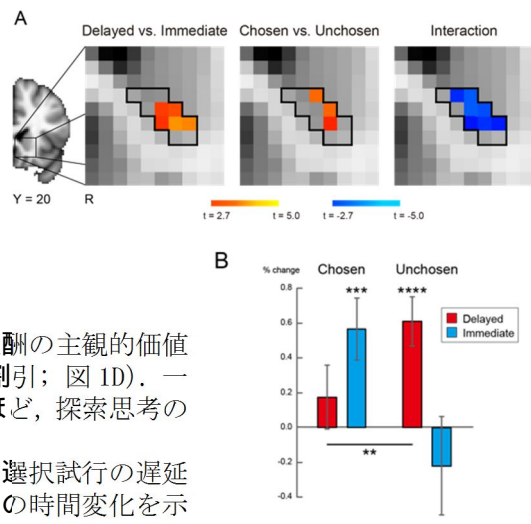 A
Delayed vs. Immediate
Chosen vs. Unchosen
Interaction
Y = 20
R
t = 2.7
t = 5.0
t = -2.7
t = -5.0
B
% change
Chosen
Unchosen
***
****
Delayed
Immediate
0.8
0.6
0.4
0.2
0.0
-0.2
-0.4
**
酬の主観的価値
割引; 図 1D). 一
ど, 探索思考の
選択試行の遅延
の時間変化を示